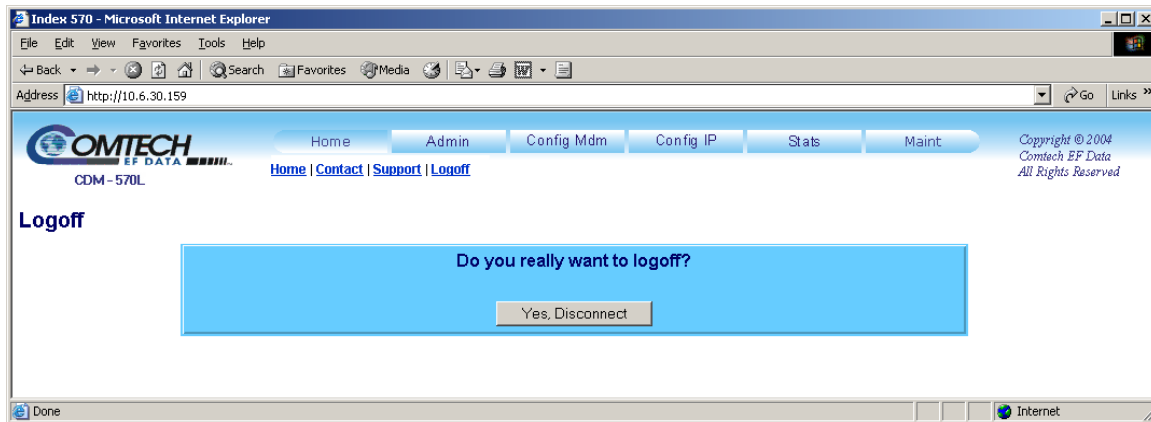 Index 570 - Microsoft Internet Explorer
File Edit View Favorites Tools Help
Back Search Favorites Media
Address http://10.6.30.159 Go Links »
COMTECH
EF DATA
CDM-570L
Home Admin Config Mdm Config IP Stats Maint
Home | Contact | Support | Logoff
Copyright © 2004
Comtech EF Data
All Rights Reserved
Logoff
Do you really want to logoff?
Yes, Disconnect
Done Internet